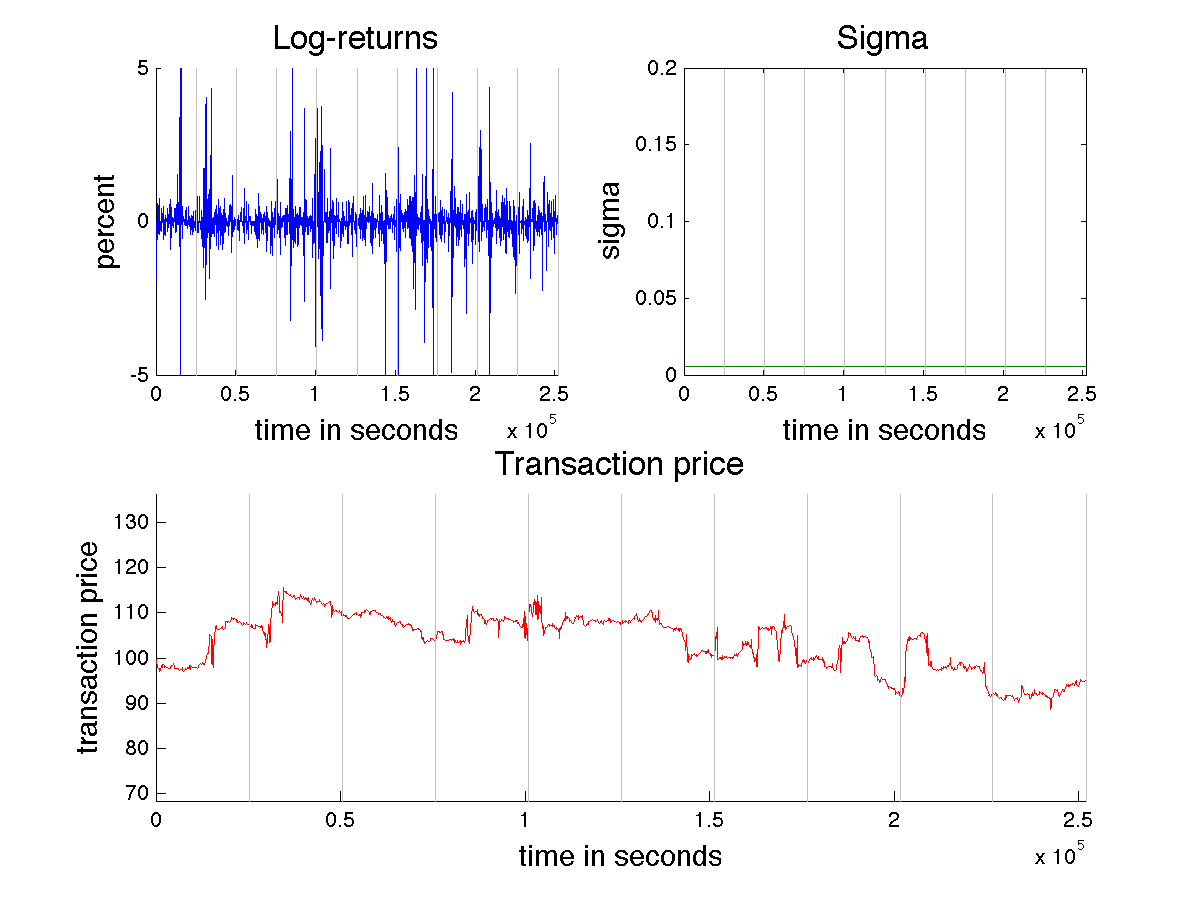 Log-returns
5
0
-5
percent
0 0.5 1 1.5 2 2.5
x 10^5
time in seconds
Sigma
0.2
0.15
0.1
0.05
0
sigma
0 0.5 1 1.5 2 2.5
x 10^5
time in seconds
Transaction price
130
120
110
100
90
80
70
transaction price
0 0.5 1 1.5 2 2.5
x 10^5
time in seconds